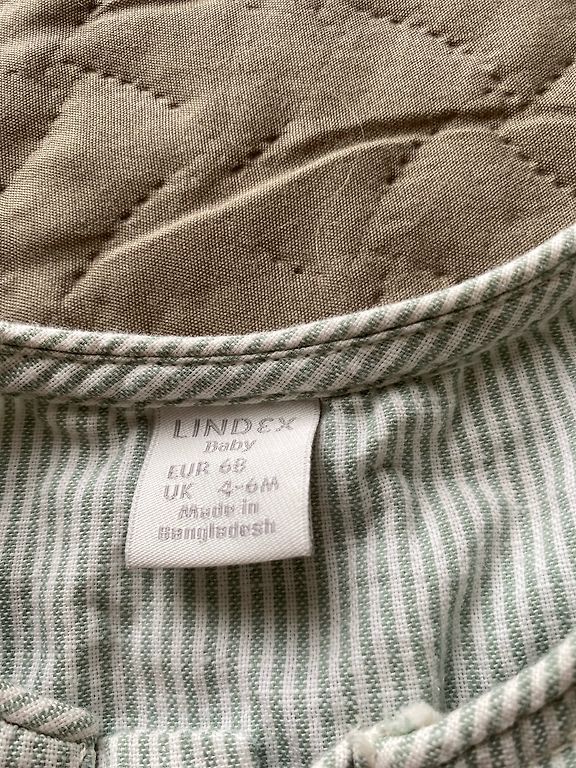 LINDEX
Baby
EUR 68
UK 4-6M
Made in
Bangladesh